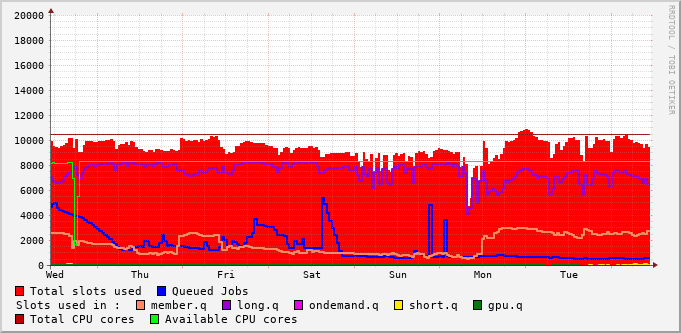 20000
18000
16000
14000
12000
10000
8000
6000
4000
2000
0
Wed Thu Fri Sat Sun Mon Tue
Total slots used Queued Jobs
Slots used in : member.q long.q ondemand.q short.q gpu.q
Total CPU cores Available CPU cores
RRDTOOL / TOBI OETIKER